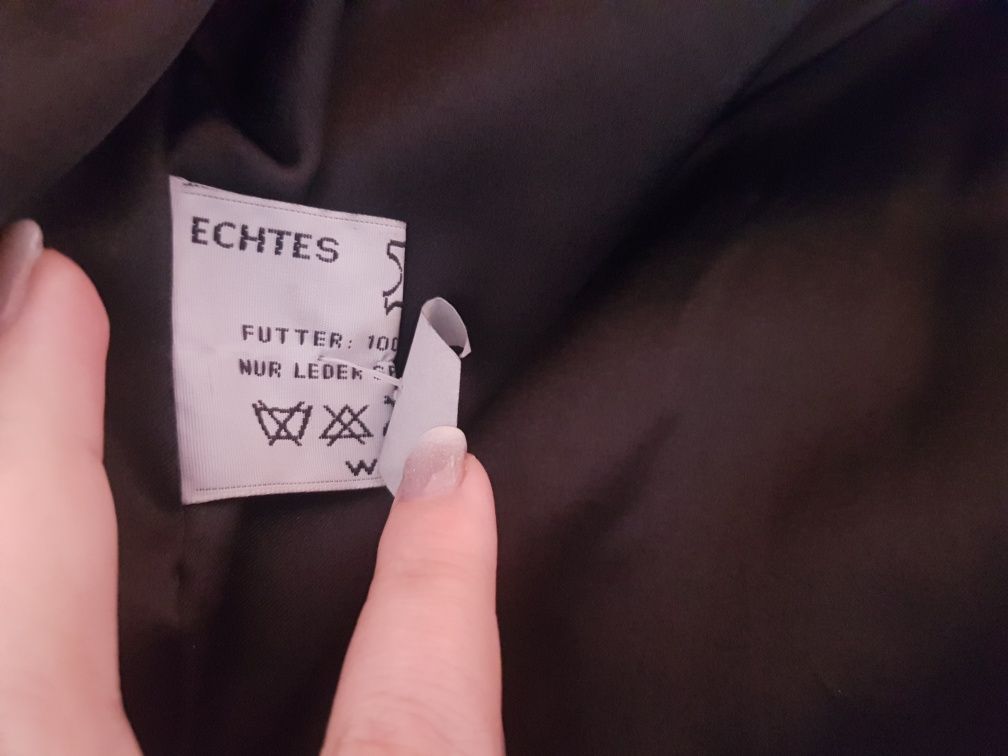 ECHTES
FUTTER: 100
NUR LEDER
W